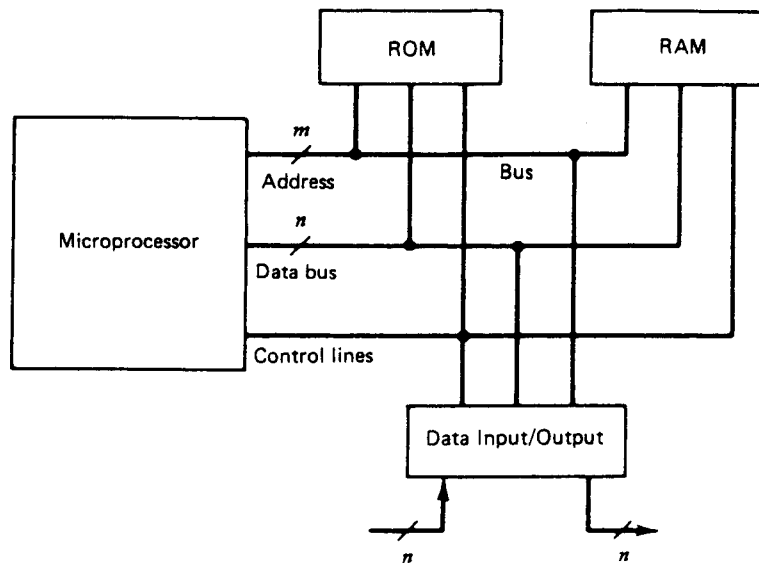 ROM
RAM
m
Address
Bus
Microprocessor
n
Data bus
Control lines
Data Input/Output
n
n